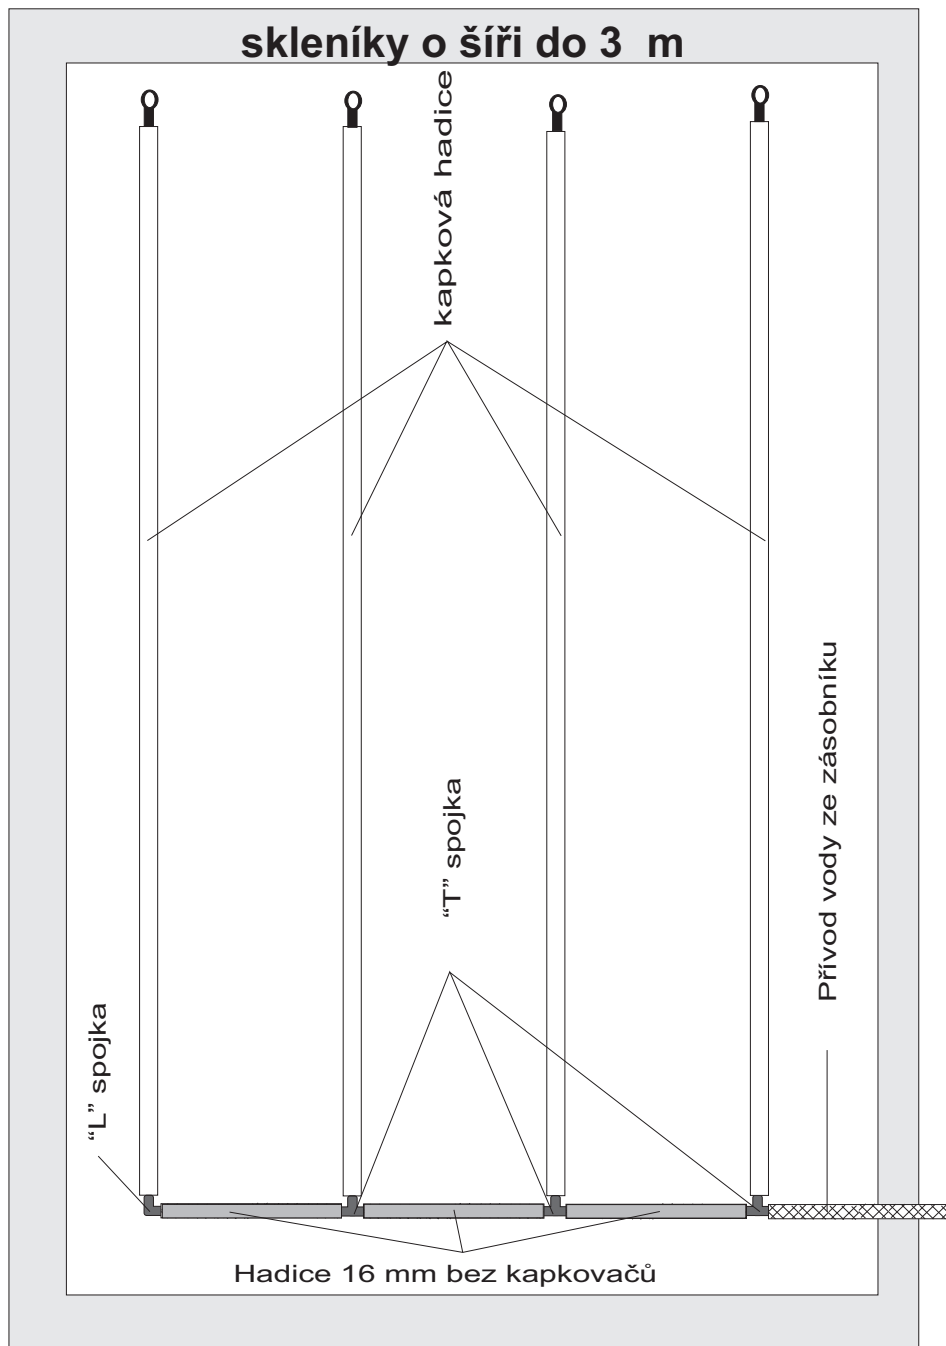 skleníky o šíři do 3 m
kapková hadice
Přívod vody ze zásobníku
“T” spojka
“L” spojka
Hadice 16 mm bez kapkovačů